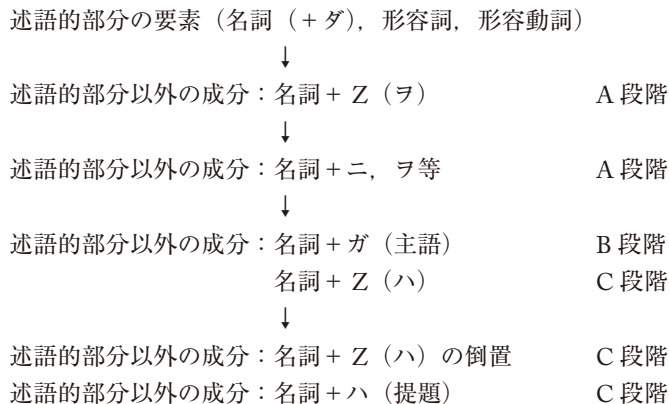 述語的部分の要素（名詞（＋ダ），形容詞，形容動詞）
↓
述語的部分以外の成分：名詞＋Z（ヲ） A段階
↓
述語的部分以外の成分：名詞＋ニ，ヲ等 A段階
↓
述語的部分以外の成分：名詞＋ガ（主語） B段階
名詞＋Z（ハ） C段階
↓
述語的部分以外の成分：名詞＋Z（ハ）の倒置 C段階
述語的部分以外の成分：名詞＋ハ（提題） C段階